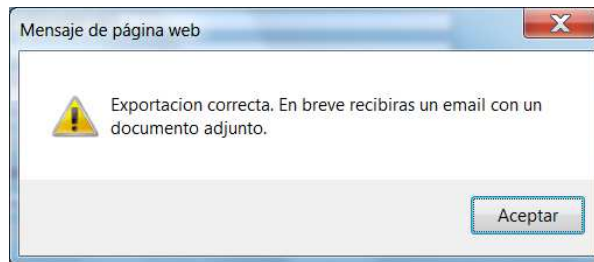 Mensaje de página web
Exportacion correcta. En breve recibiras un email con un
documento adjunto.
Aceptar